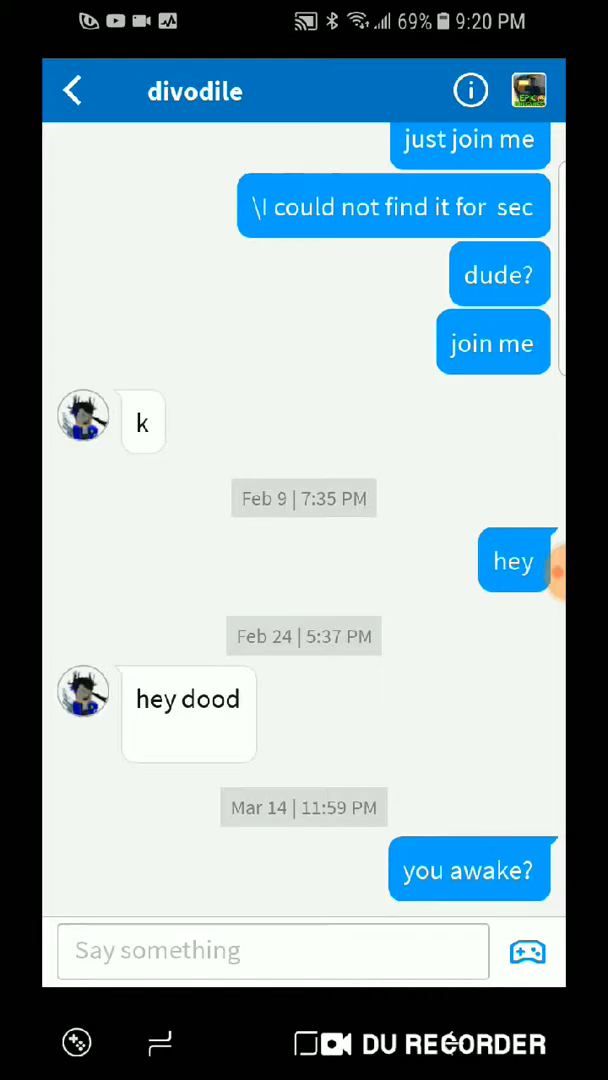 69% 9:20 PM
divodile
just join me
\I could not find it for sec
dude?
join me
k
Feb 9 | 7:35 PM
hey
Feb 24 | 5:37 PM
hey dood
Mar 14 | 11:59 PM
you awake?
Say something
DU RECORDER